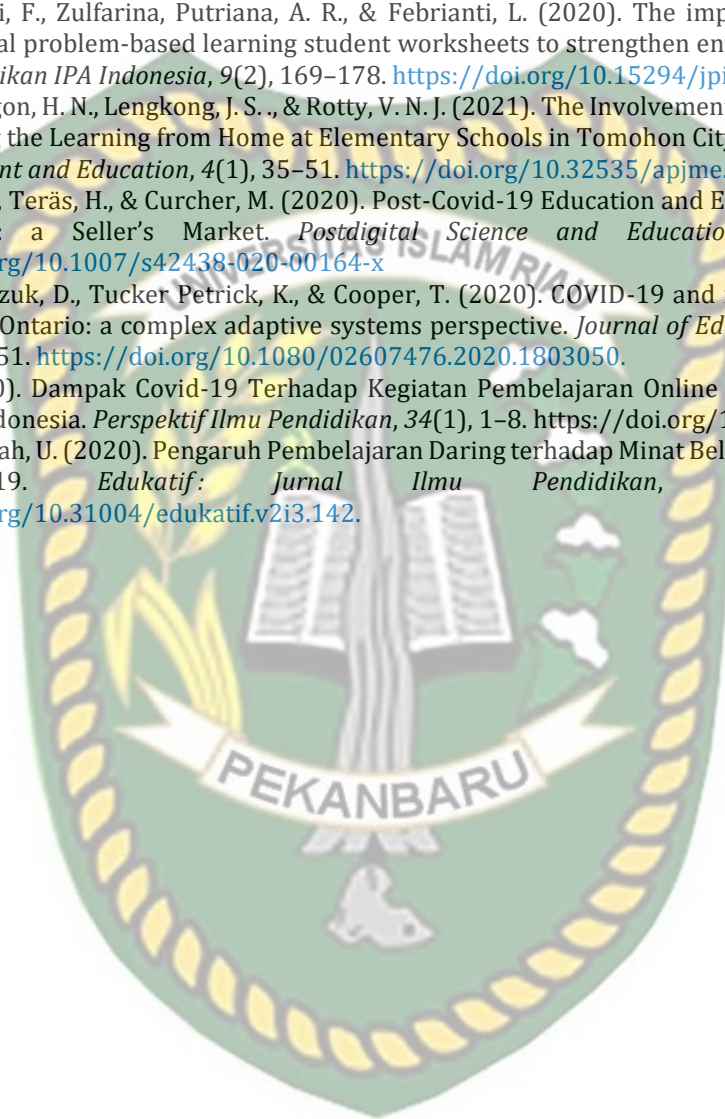 i, F., Zulfarina, Putriana, A. R., & Febrianti, L. (2020). The imp
al problem-based learning student worksheets to strengthen en
ikan IPA Indonesia, 9(2), 169–178. https://doi.org/10.15294/jpi
gon, H. N., Lengkong, J. S. ., & Rotty, V. N. J. (2021). The Involvemen
g the Learning from Home at Elementary Schools in Tomohon City
nt and Education, 4(1), 35–51. https://doi.org/10.32535/apjme.
, Teräs, H., & Curcher, M. (2020). Post-Covid-19 Education and E
: a Seller's Market. Postdigital Science and Educatio
rg/10.1007/s42438-020-00164-x
zuk, D., Tucker Petrick, K., & Cooper, T. (2020). COVID-19 and
Ontario: a complex adaptive systems perspective. Journal of Ed
51. https://doi.org/10.1080/02607476.2020.1803050.
0). Dampak Covid-19 Terhadap Kegiatan Pembelajaran Online
donesia. Perspektif Ilmu Pendidikan, 34(1), 1–8. https://doi.org/1
ah, U. (2020). Pengaruh Pembelajaran Daring terhadap Minat Bel
19. Edukatif : Jurnal Ilmu Pendidikan,
rg/10.31004/edukatif.v2i3.142.
UNIVERSITAS ISLAM RIAU
PEKANBARU